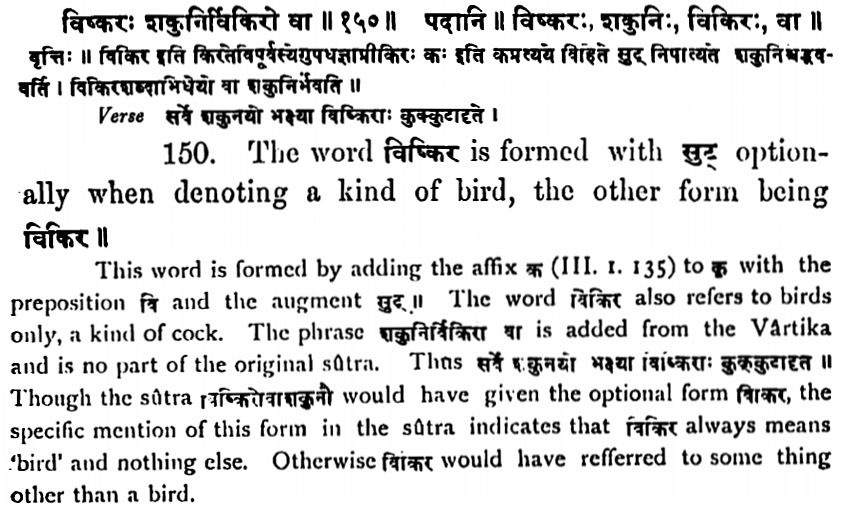 विष्करः शकुनिर्विकिरो वा ॥ १५० ॥ पदानि ॥ विष्करः, शकुनिः, विकिरः, वा ॥
वृत्तिः ॥ विकिर इति किरतेर्विपूर्वस्येगुपधज्ञाप्रीकिरः कः इति कप्रत्यये विहिते सुट् निपात्यते शकुनिश्चद्भव-
वर्ति । विकिरशब्दाभिधेयो वा शकुनिर्भवति ॥
Verse सर्वे शकुनयो भक्ष्या विष्किराः कुक्कुटादृते ।
150. The word विष्किर is formed with सुट् option-
ally when denoting a kind of bird, the other form being
विकिर ॥
This word is formed by adding the affix क (III. 1. 135) to कॄ with the
preposition वि and the augment सुट् ॥ The word विकिर also refers to birds
only, a kind of cock. The phrase शकुनिर्विकिरा वा is added from the Vârtika
and is no part of the original sûtra. Thus सर्वे शकुनयो भक्ष्या विष्किराः कुक्कुटादृत ॥
Though the sûtra विष्किरोवाशकुनौ would have given the optional form विकिर, the
specific mention of this form in the sûtra indicates that विकिर always means
'bird' and nothing else. Otherwise विकिर would have refferred to some thing
other than a bird.